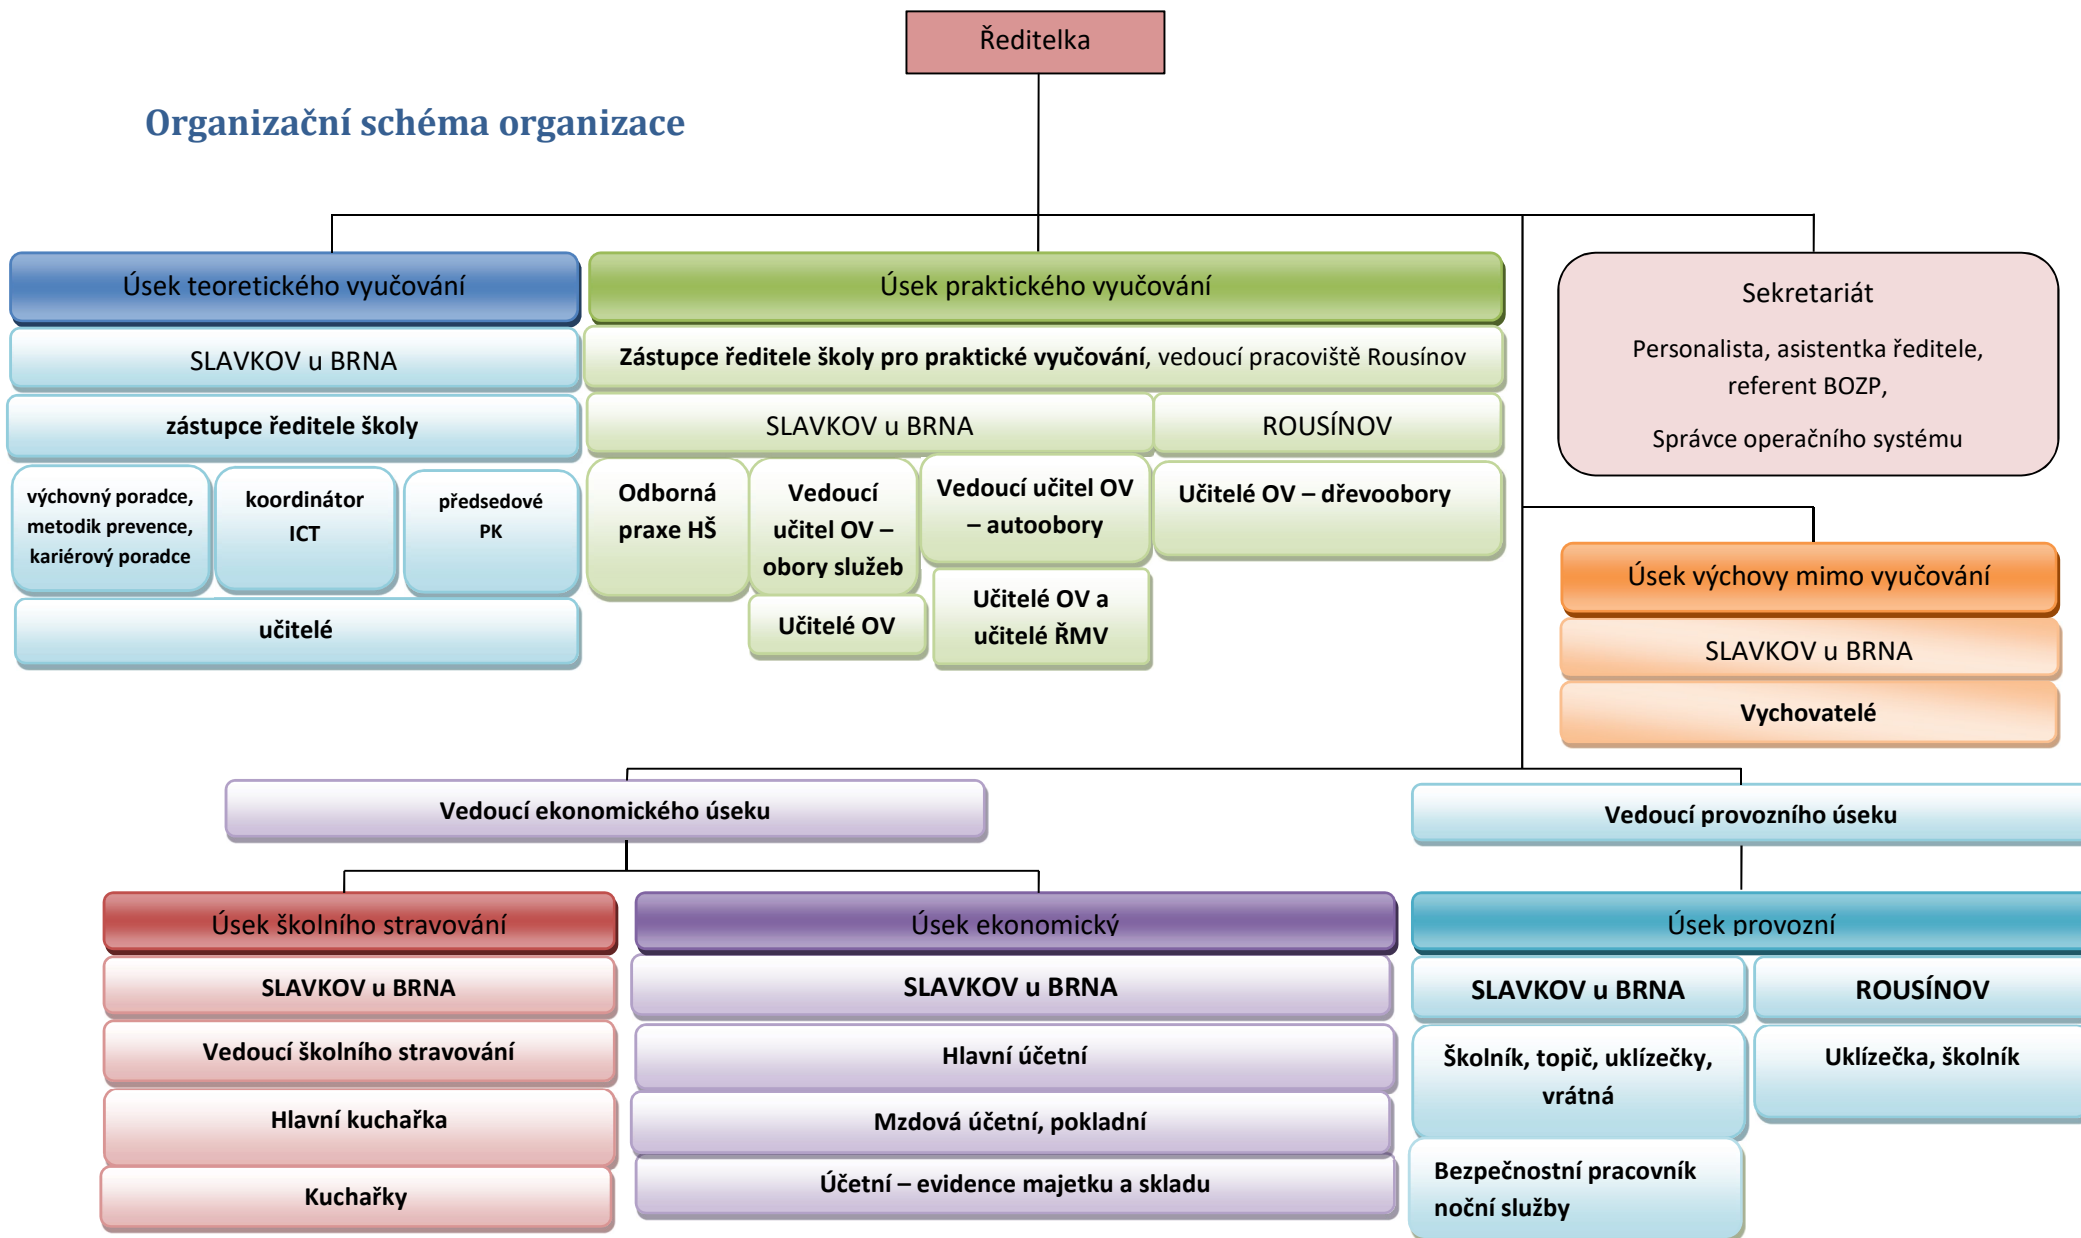 Ředitelka
Organizační schéma organizace
Úsek teoretického vyučování
SLAVKOV u BRNA
zástupce ředitele školy
výchovný poradce,
metodik prevence,
kariérový poradce
koordinátor
ICT
předsedové
PK
učitelé
Úsek praktického vyučování
Zástupce ředitele školy pro praktické vyučování, vedoucí pracoviště Rousínov
SLAVKOV u BRNA
ROUSÍNOV
Odborná
praxe HŠ
Vedoucí
učitel OV –
obory služeb
Učitelé OV
Vedoucí učitel OV
– autoobory
Učitelé OV a
učitelé ŘMV
Učitelé OV – dřevoobory
Sekretariát
Personalista, asistentka ředitele,
referent BOZP,
Správce operačního systému
Úsek výchovy mimo vyučování
SLAVKOV u BRNA
Vychovatelé
Vedoucí ekonomického úseku
Vedoucí provozního úseku
Úsek školního stravování
SLAVKOV u BRNA
Vedoucí školního stravování
Hlavní kuchařka
Kuchařky
Úsek ekonomický
SLAVKOV u BRNA
Hlavní účetní
Mzdová účetní, pokladní
Účetní – evidence majetku a skladu
Úsek provozní
SLAVKOV u BRNA
ROUSÍNOV
Školník, topič, uklízečky,
vrátná
Uklízečka, školník
Bezpečnostní pracovník
noční služby